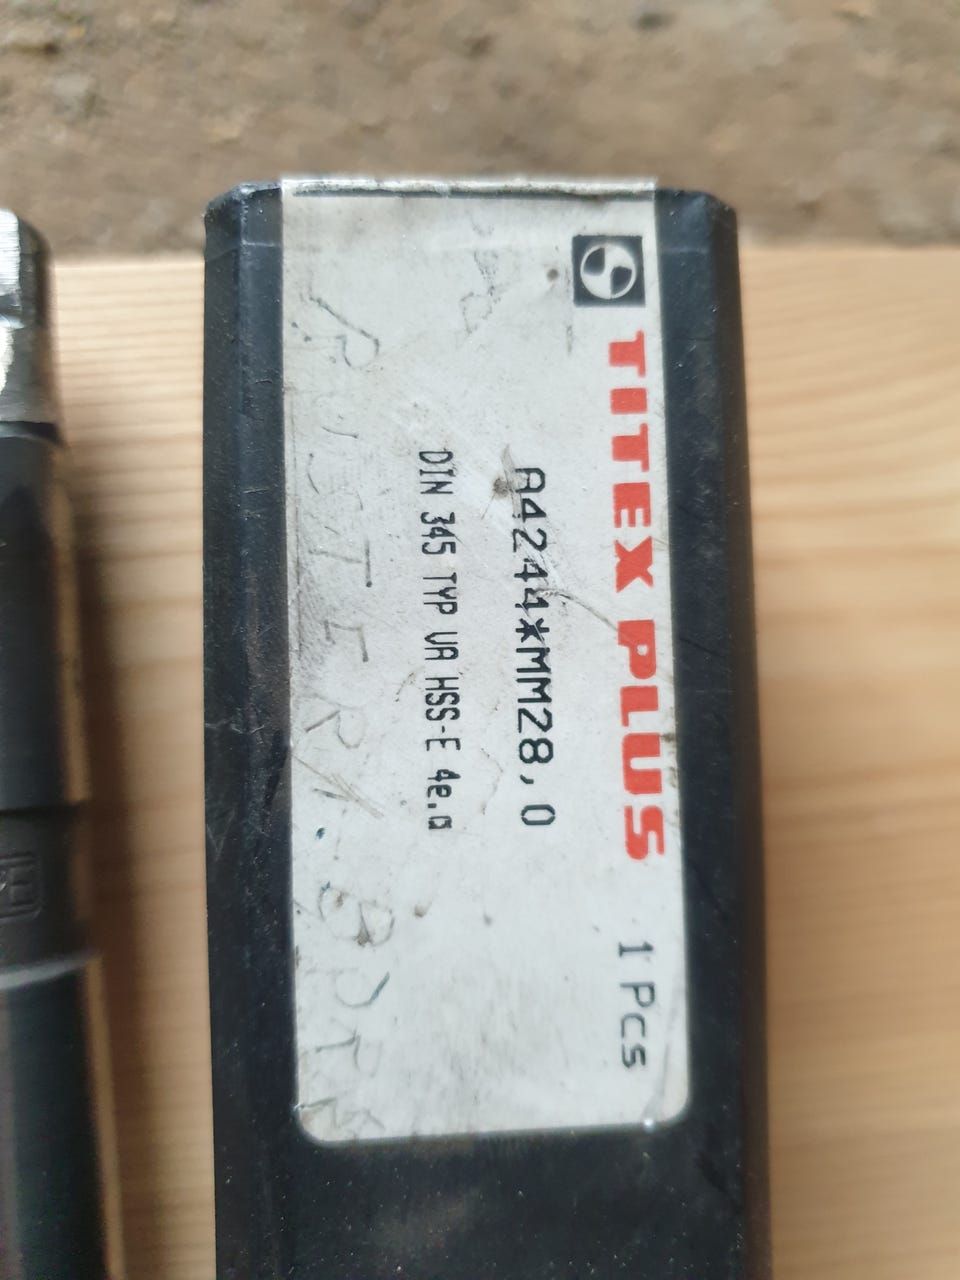 TITEX PLUS 1 Pcs
A4244*MM28,0
DIN 345 TYP VA HSS-E 4e.0